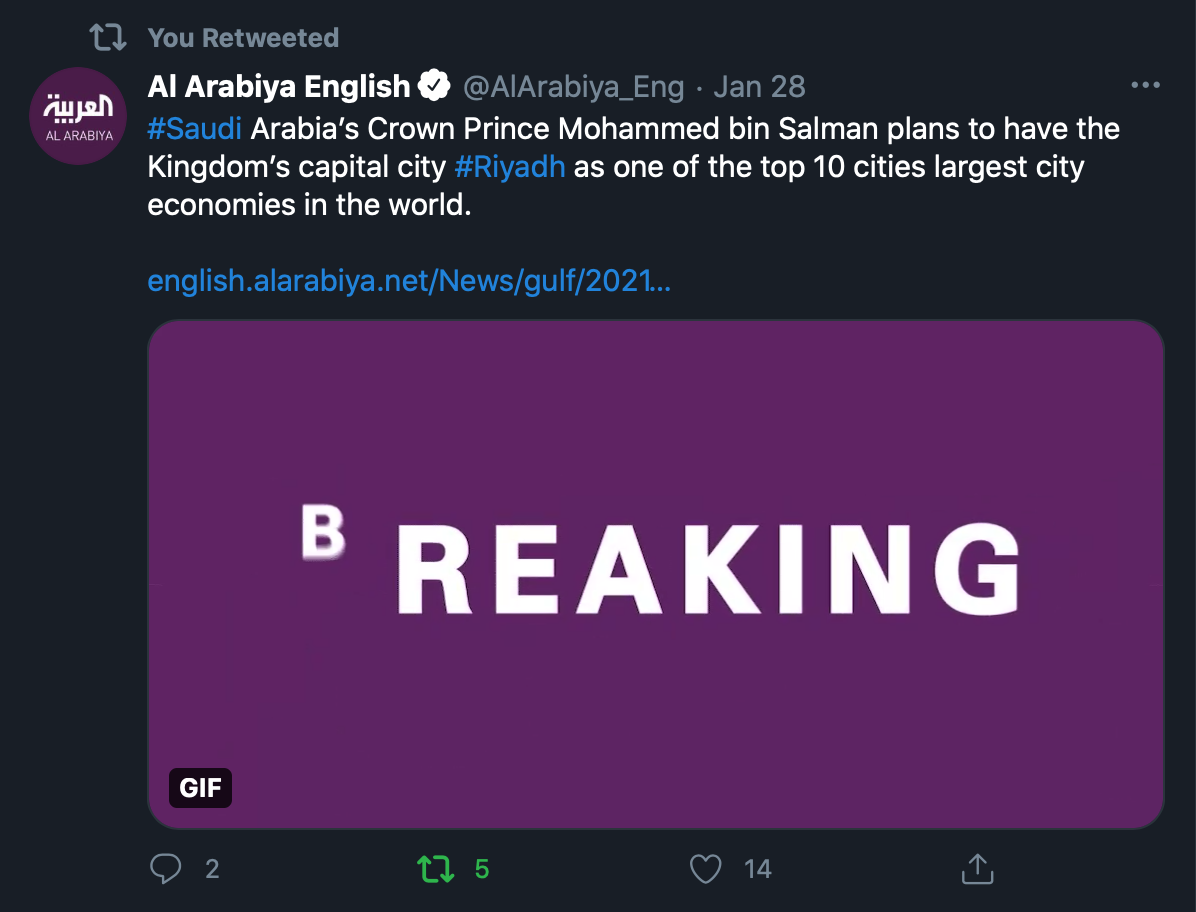 You Retweeted
Al Arabiya English @AlArabiya_Eng · Jan 28
العربية
AL ARABIYA
#Saudi Arabia’s Crown Prince Mohammed bin Salman plans to have the
Kingdom’s capital city #Riyadh as one of the top 10 cities largest city
economies in the world.
english.alarabiya.net/News/gulf/2021...
BREAKING
GIF
2 5 14